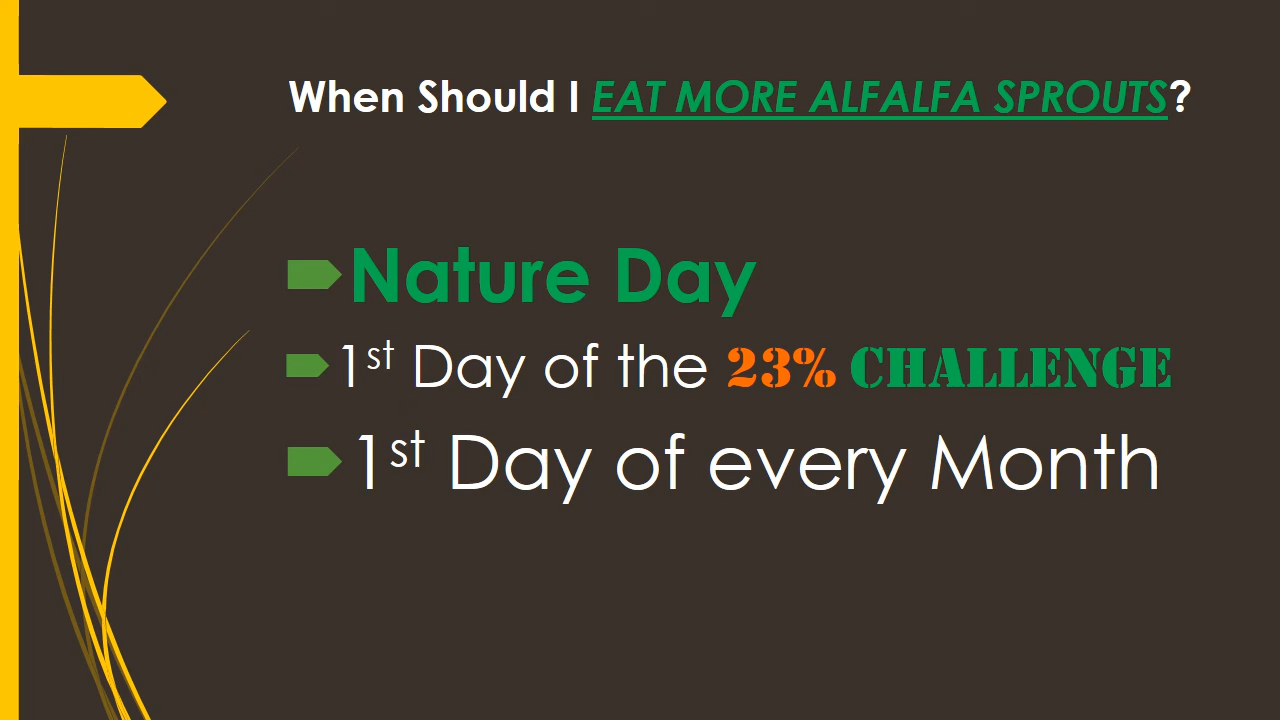 When Should I EAT MORE ALFALFA SPROUTS?
Nature Day
1st Day of the 23% CHALLENGE
1st Day of every Month